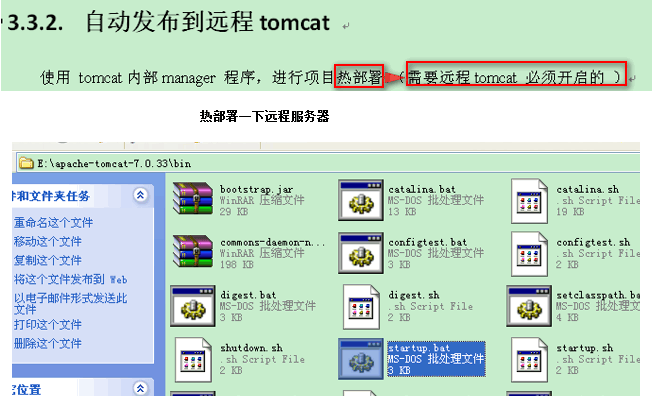 3.3.2. 自动发布到远程 tomcat
使用 tomcat 内部 manager 程序，进行项目热部署 （需要远程 tomcat 必须开启的 ）
热部署一下远程服务器
E:\apache-tomcat-7.0.33\bin
件和文件夹任务
重命名这个文件
移动这个文件
复制这个文件
将这个文件发布到 Web
以电子邮件形式发送此
文件
打印这个文件
删除这个文件
它位置
bootstrap.jar
WinRAR 压缩文件
29 KB
catalina.bat
MS-DOS 批处理文件
13 KB
catalina.sh
.sh Script File
19 KB
commons-daemon-n...
WinRAR 压缩文件
198 KB
configtest.bat
MS-DOS 批处理文件
3 KB
configtest.sh
.sh Script File
2 KB
digest.bat
MS-DOS 批处理文件
3 KB
digest.sh
.sh Script File
2 KB
setclasspath.ba
MS-DOS 批处理文
4 KB
shutdown.sh
.sh Script File
2 KB
startup.bat
MS-DOS 批处理文件
3 KB
startup.sh
.sh Script File
2 KB